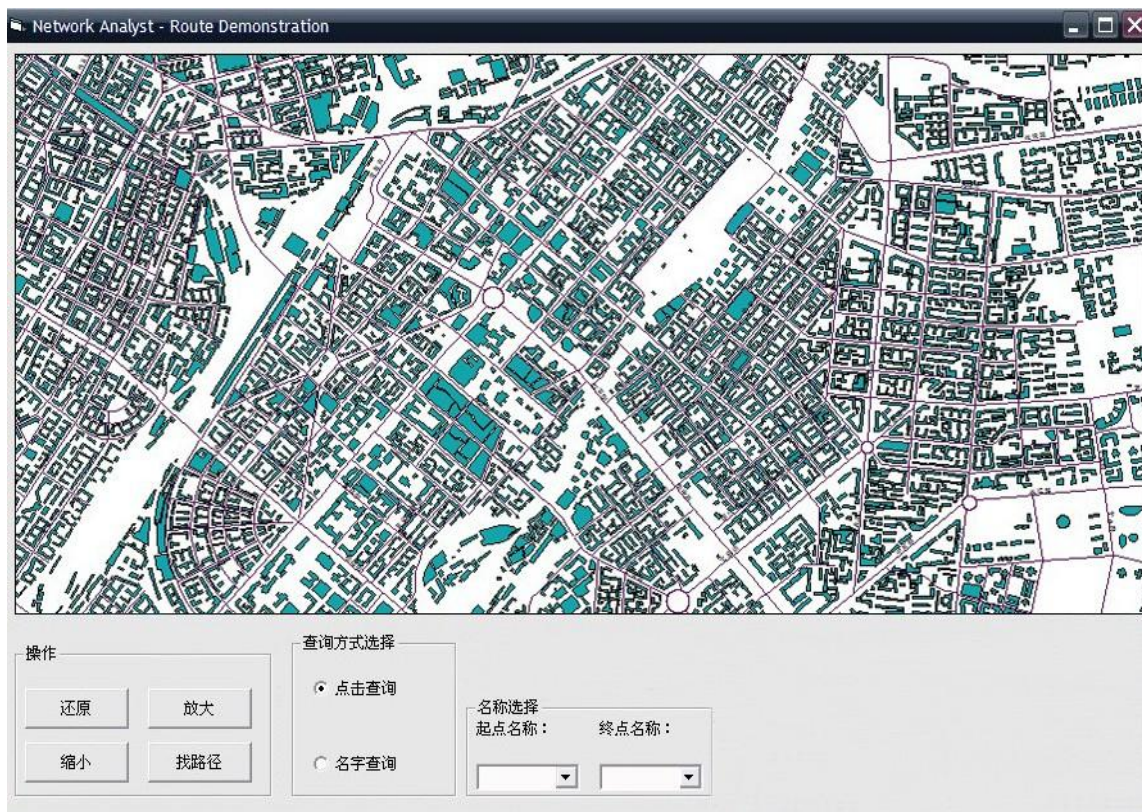 Network Analyst - Route Demonstration
操作
还原
放大
缩小
找路径
查询方式选择
点击查询
名字查询
名称选择
起点名称：
终点名称：